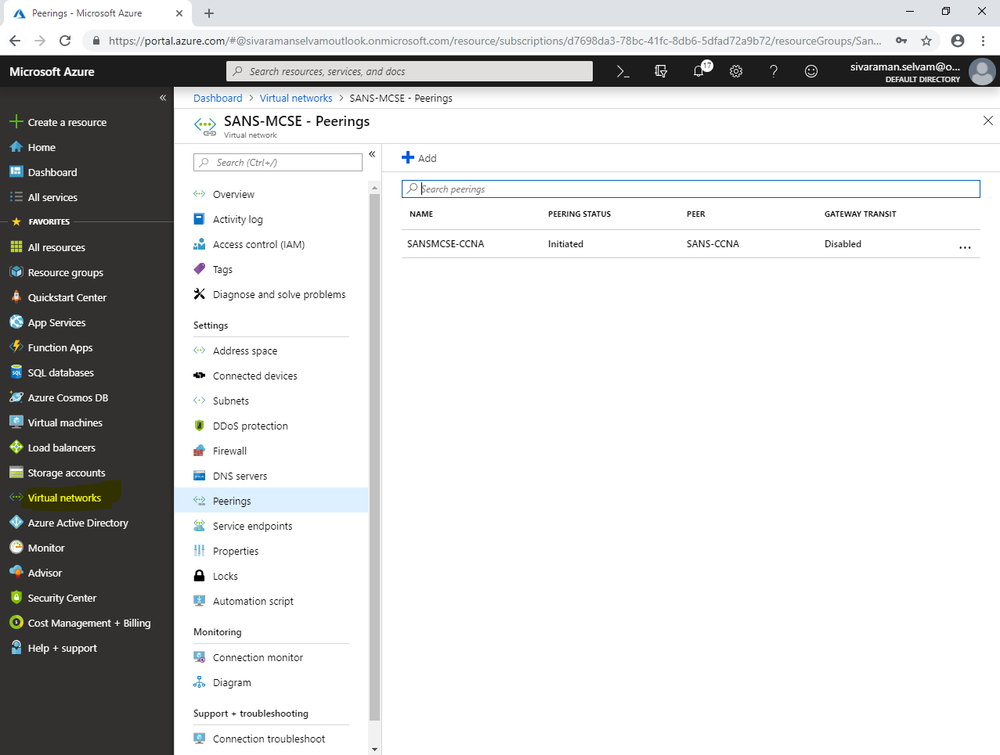 Peerings - Microsoft Azure
https://portal.azure.com/#@sivaramanselvamoutlook.onmicrosoft.com/resource/subscriptions/d7698da3-78bc-41fc-8db6-5dfad72a9b72/resourceGroups/San...
Microsoft Azure
Search resources, services, and docs
17
sivaraman.selvam@o...
DEFAULT DIRECTORY
Create a resource
Home
Dashboard
All services
FAVORITES
All resources
Resource groups
Quickstart Center
App Services
Function Apps
SQL databases
Azure Cosmos DB
Virtual machines
Load balancers
Storage accounts
Virtual networks
Azure Active Directory
Monitor
Advisor
Security Center
Cost Management + Billing
Help + support
Dashboard > Virtual networks > SANS-MCSE - Peerings
SANS-MCSE - Peerings
Virtual network
Search (Ctrl+/)
Overview
Activity log
Access control (IAM)
Tags
Diagnose and solve problems
Settings
Address space
Connected devices
Subnets
DDoS protection
Firewall
DNS servers
Peerings
Service endpoints
Properties
Locks
Automation script
Monitoring
Connection monitor
Diagram
Support + troubleshooting
Connection troubleshoot
Add
Search peerings
NAME PEERING STATUS PEER GATEWAY TRANSIT
SANSMCSE-CCNA Initiated SANS-CCNA Disabled ...